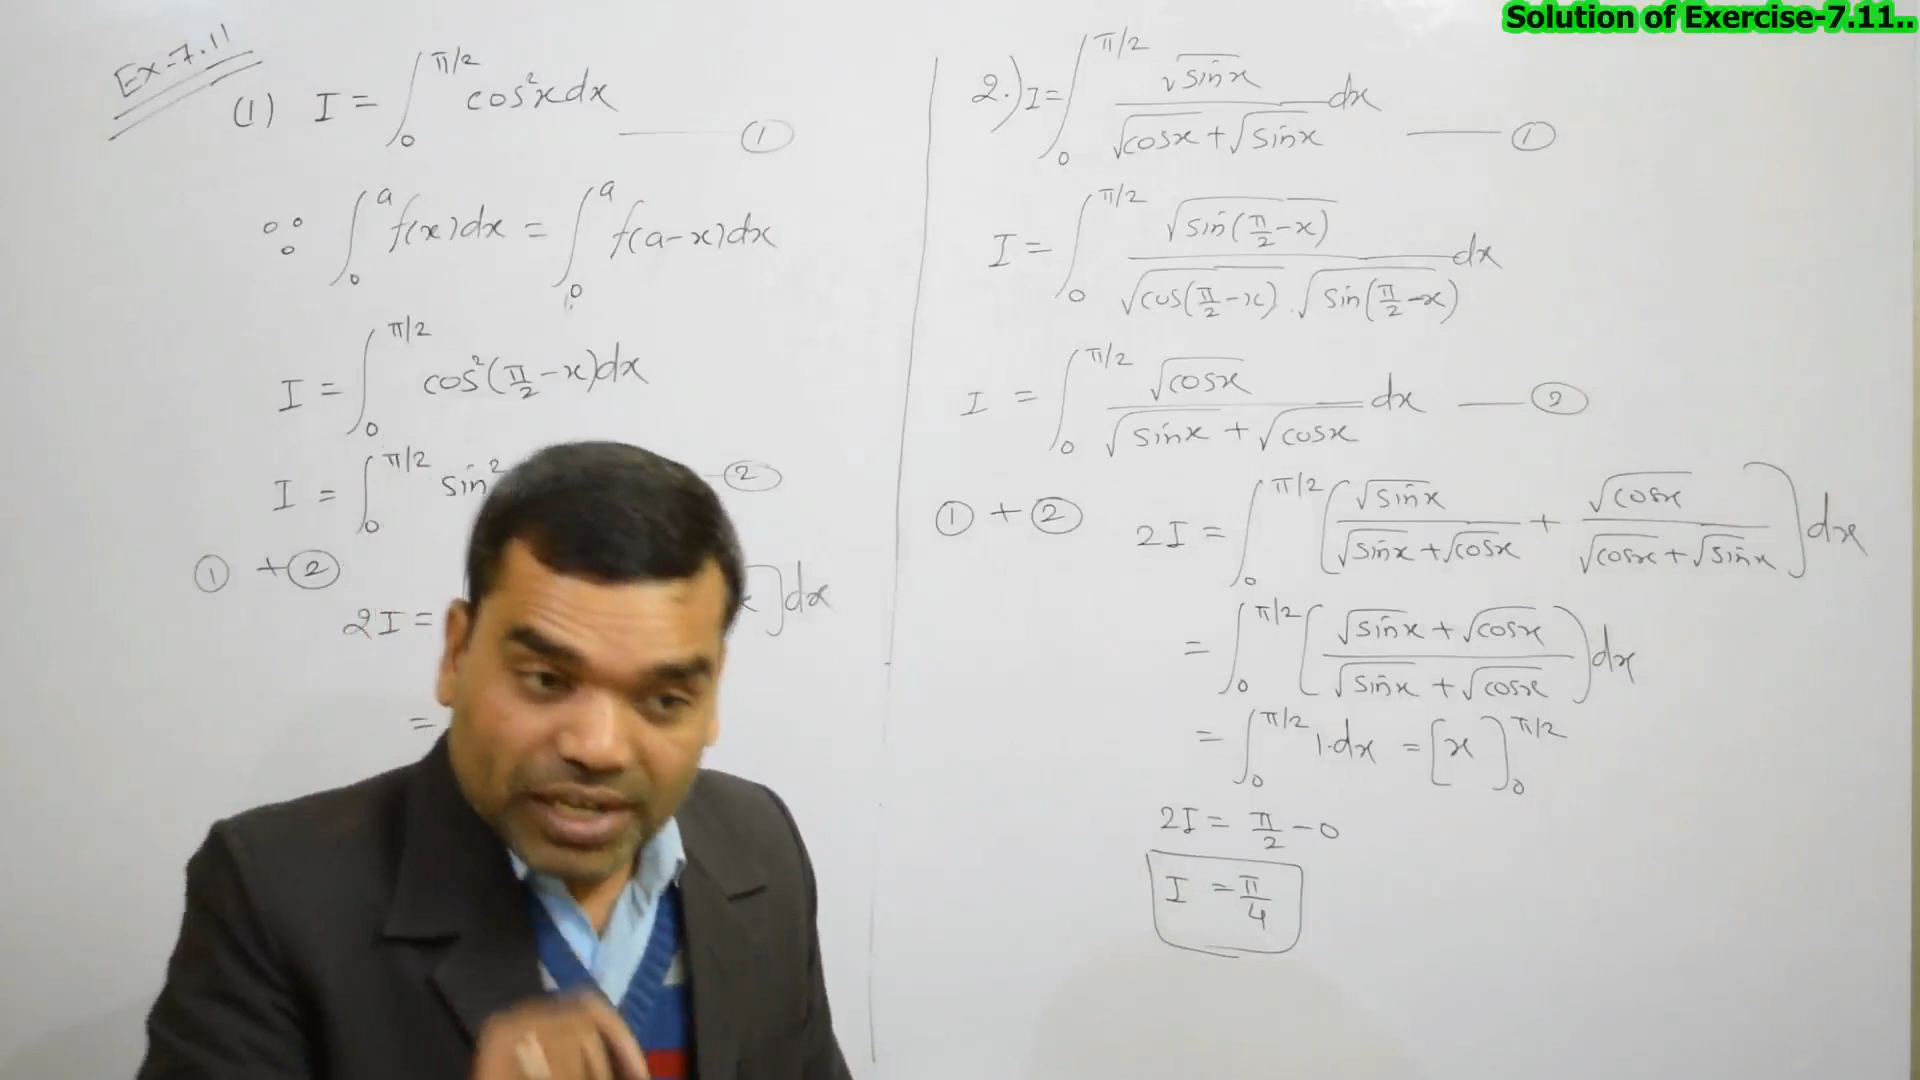 Solution of Exercise-7.11..
Ex-7.11
(1) I = ∫₀^π/2 cos²x dx —— ①
∵ ∫₀^a f(x)dx = ∫₀^a f(a-x)dx
I = ∫₀^π/2 cos²(π/2 - x)dx
I = ∫₀^π/2 sin² - ②
① + ②
2I = ]dx
=
2.) I = ∫₀^π/2 √sinx / (√cosx + √sinx) dx —— ①
I = ∫₀^π/2 √sin(π/2 - x) / √cos(π/2 - x) . √sin(π/2 - x) dx
I = ∫₀^π/2 √cosx / (√sinx + √cosx) dx —— ②
① + ② 2I = ∫₀^π/2 [√sinx / (√sinx + √cosx) + √cosx / (√cosx + √sinx)] dx
= ∫₀^π/2 [(√sinx + √cosx) / (√sinx + √cosx)] dx
= ∫₀^π/2 1·dx = [x]₀^π/2
2I = π/2 - 0
I = π/4